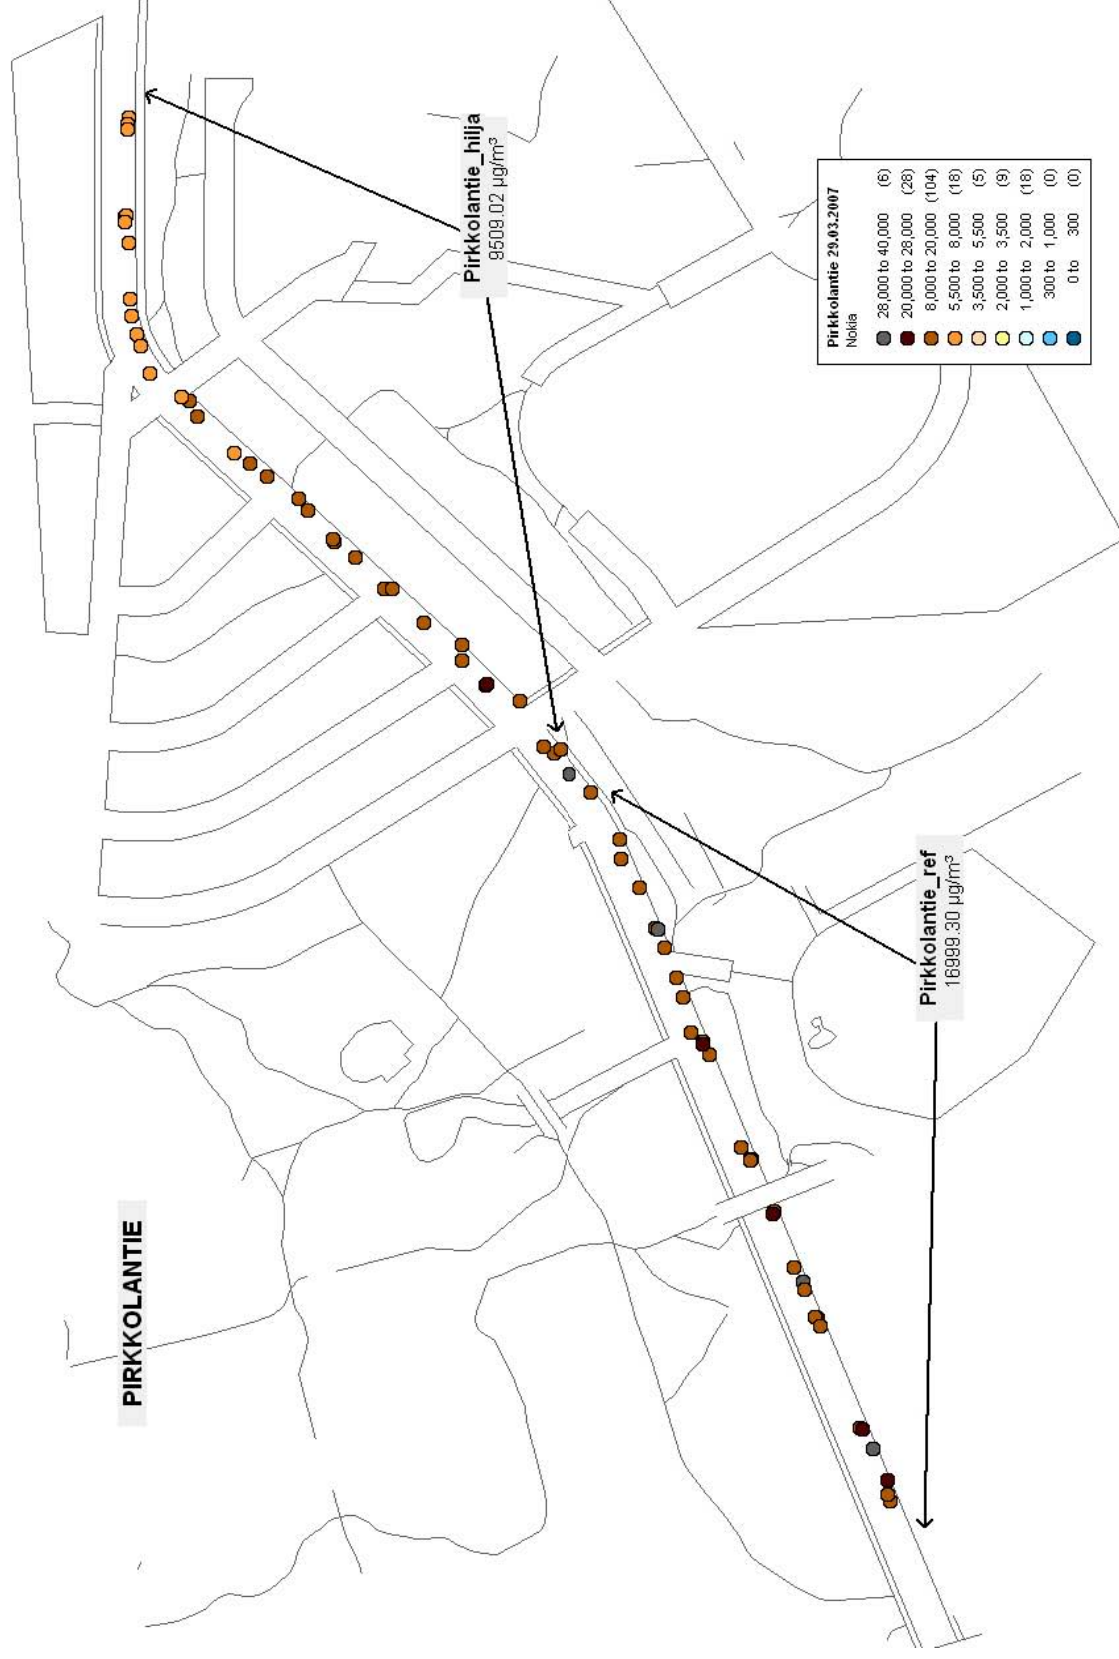 PIRKKOLANTIE
Pirkkolantie_hilja
9509.02 µg/m³
Pirkkolantie_ref
16999.30 µg/m³
Pirkkolantie 29.03.2007
Nokia
28,000 to 40,000 (6)
20,000 to 28,000 (28)
8,000 to 20,000 (104)
5,500 to 8,000 (18)
3,500 to 5,500 (5)
2,000 to 3,500 (9)
1,000 to 2,000 (18)
300 to 1,000 (0)
0 to 300 (0)